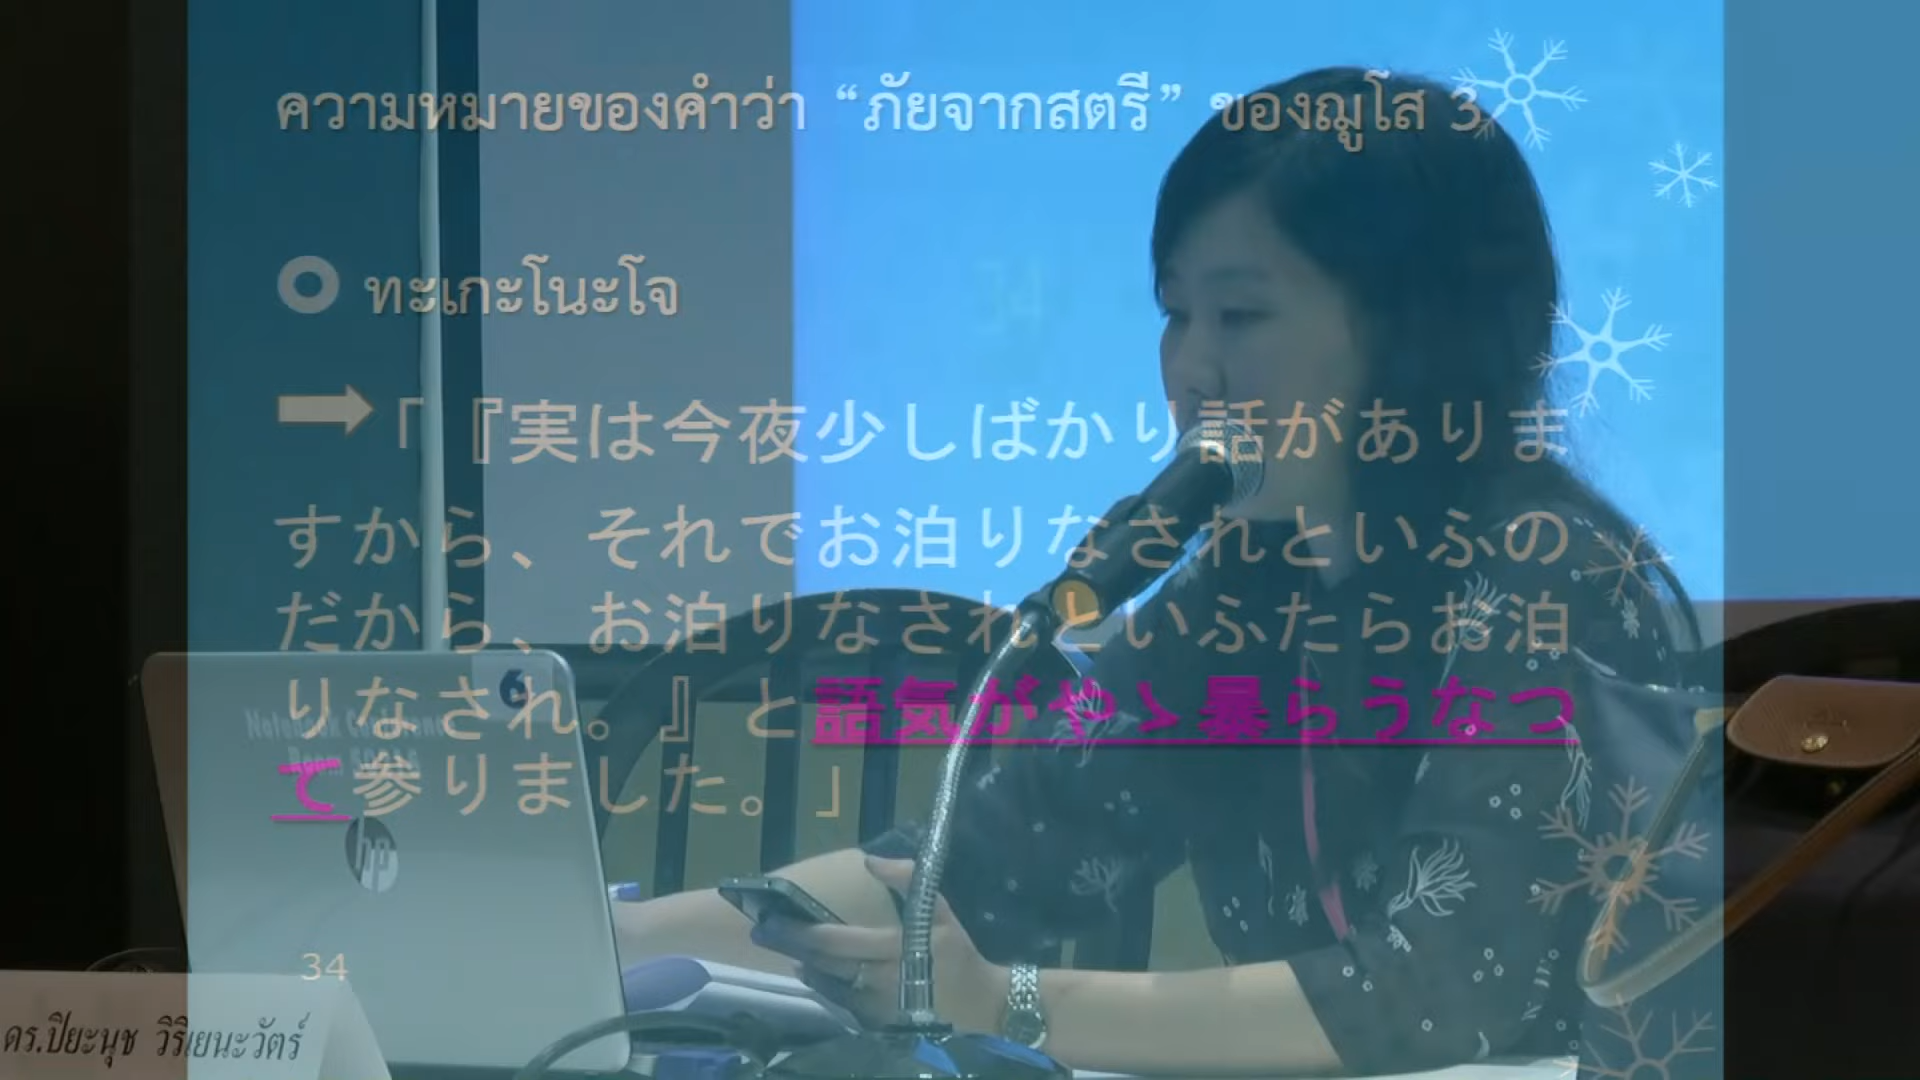 ความหมายของคำว่า “ภัยจากสตรี” ของฌูโส 3
ทะเกะโนะโจ
「『実は今夜少しばかり話がありま
すから、それでお泊りなされといふの
だから、お泊りなされといふたらお泊
りなされ。』と語気がやゝ暴らうなつ
て参りました。」
6
Notebook Conference
Room
hp
34
ดร.ปิยะนุช วิริเยนะวัตร์